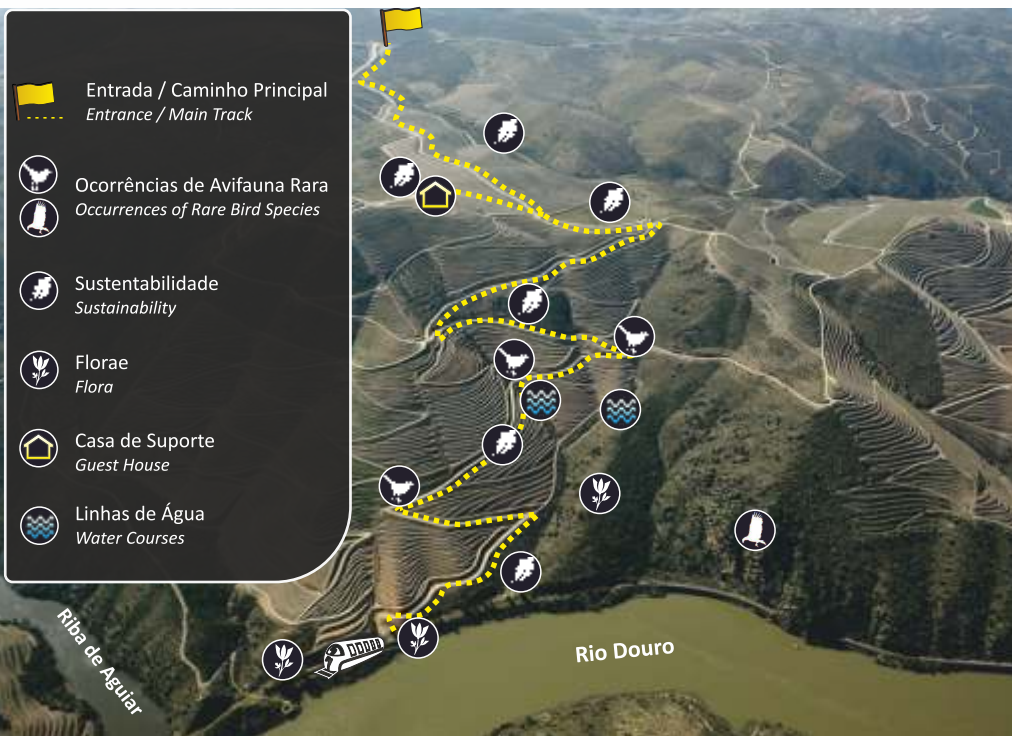 Entrada / Caminho Principal
Entrance / Main Track
Ocorrências de Avifauna Rara
Occurrences of Rare Bird Species
Sustentabilidade
Sustainability
Florae
Flora
Casa de Suporte
Guest House
Linhas de Água
Water Courses
Riba de Aguiar
Rio Douro